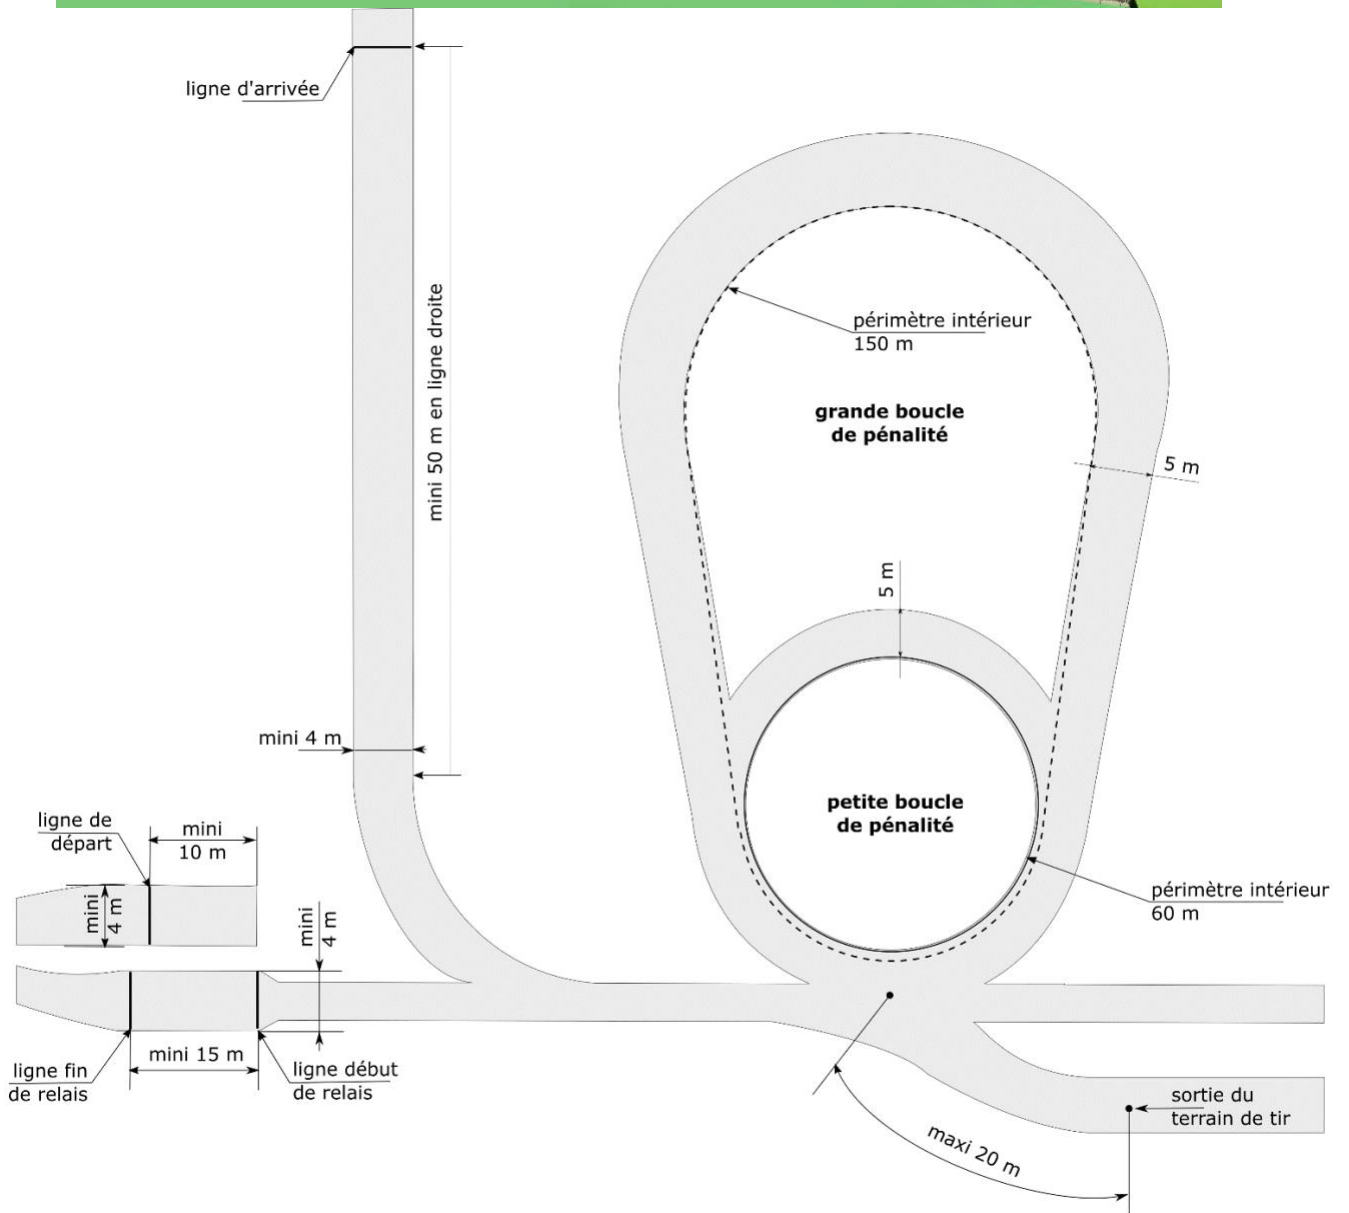 ligne d'arrivée
mini 50 m en ligne droite
périmètre intérieur
150 m
grande boucle
de pénalité
5 m
5 m
mini 4 m
petite boucle
de pénalité
ligne de
départ
mini
10 m
mini
4 m
mini
4 m
périmètre intérieur
60 m
mini 15 m
ligne fin
de relais
ligne début
de relais
sortie du
terrain de tir
maxi 20 m